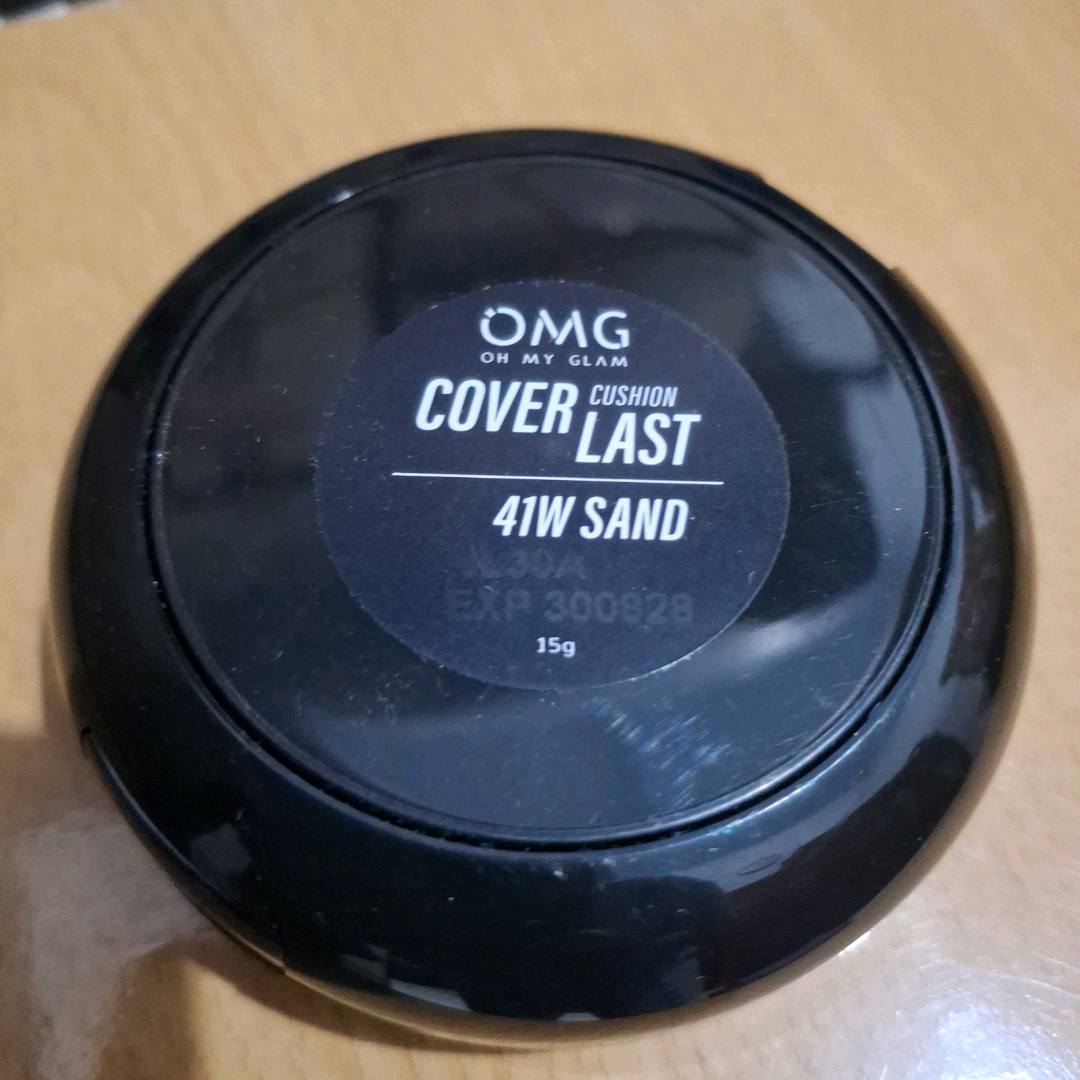 OMG
OH MY GLAM
COVER CUSHION LAST
41W SAND
EXP 300828
15g